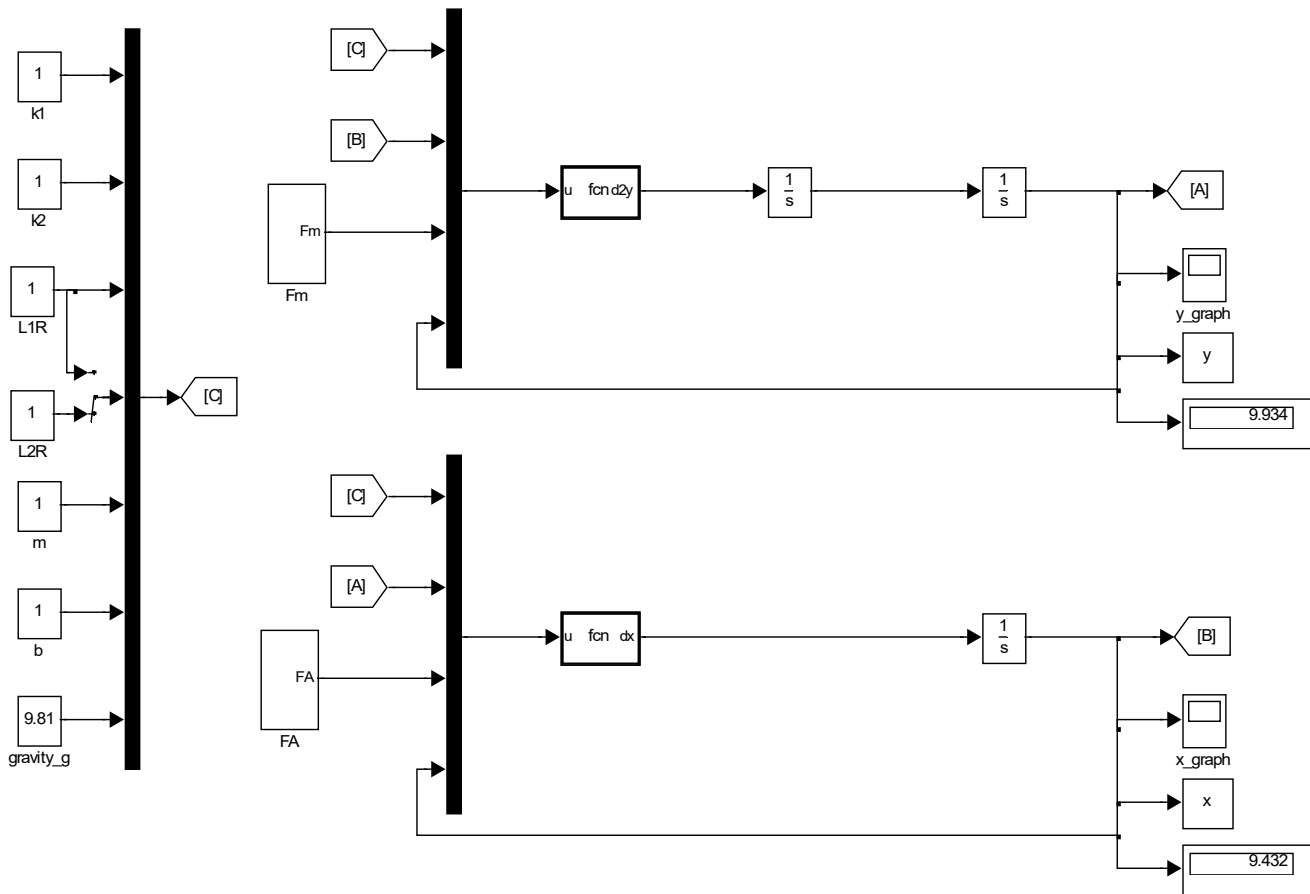 1
k1
1
k2
1
L1R
1
L2R
1
m
1
b
9.81
gravity_g
[C]
[C]
[B]
Fm
Fm
u fcn d2y
1
s
1
s
[A]
y_graph
y
9.934
[C]
[A]
FA
FA
u fcn dx
1
s
[B]
x_graph
x
9.432